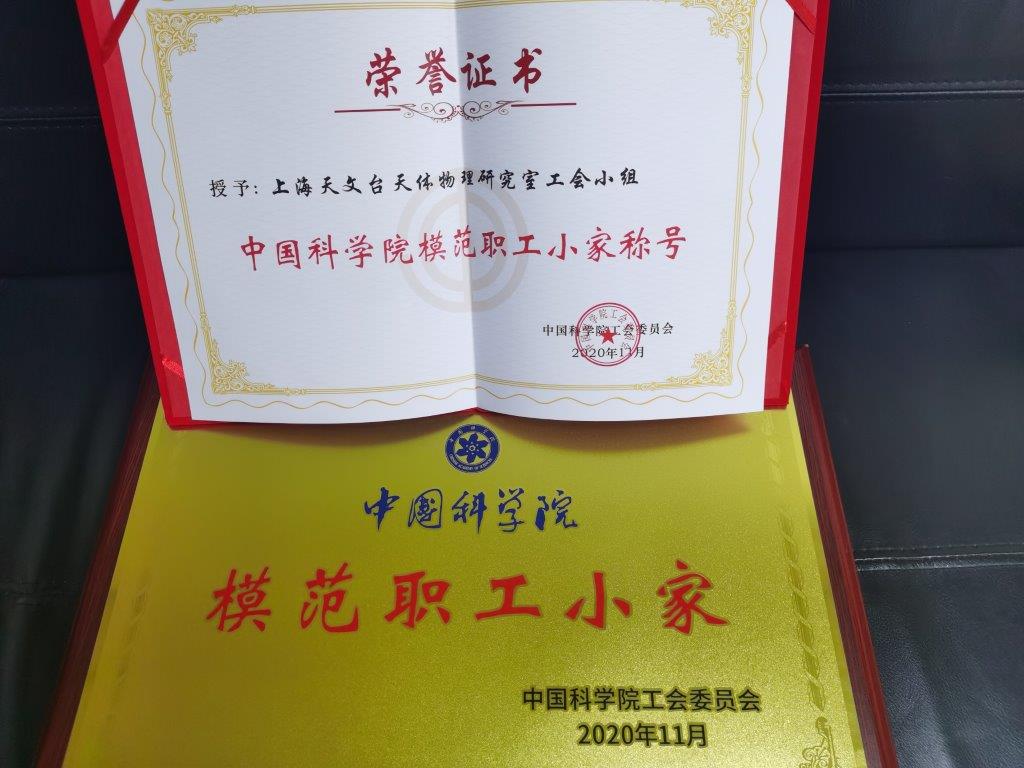 荣誉证书
授予:上海天文台天体物理研究室工会小组
中国科学院模范职工小家称号
中国科学院工会委员会
2020年11月
中国科学院
模范职工小家
中国科学院工会委员会
2020年11月